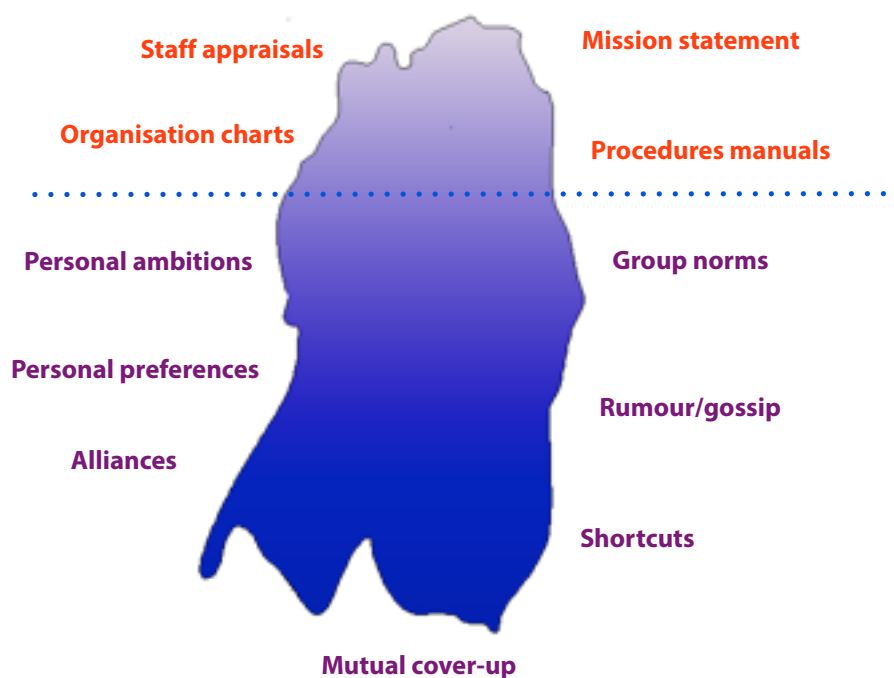 Staff appraisals
Mission statement
Organisation charts
Procedures manuals
Personal ambitions
Group norms
Personal preferences
Rumour/gossip
Alliances
Shortcuts
Mutual cover-up